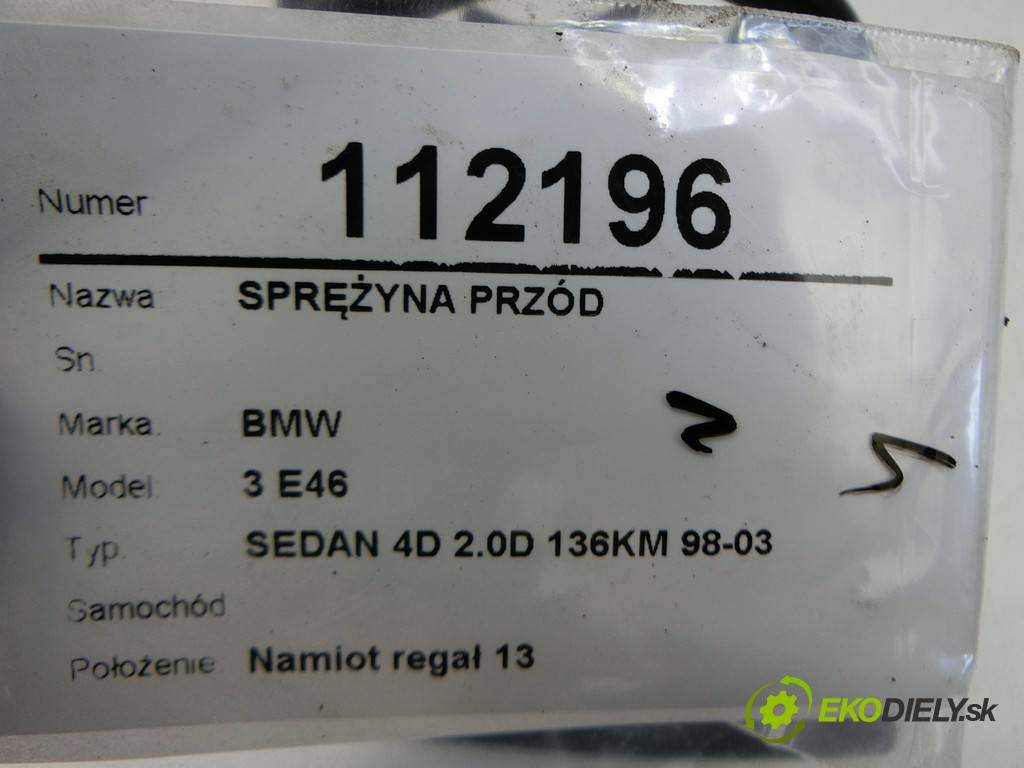 Numer. 112196
Nazwa SPRĘŻYNA PRZÓD
Sn.
Marka. BMW
Model. 3 E46
Typ. SEDAN 4D 2.0D 136KM 98-03
Samochód
Położenie Namiot regał 13
EKODIELY.sk